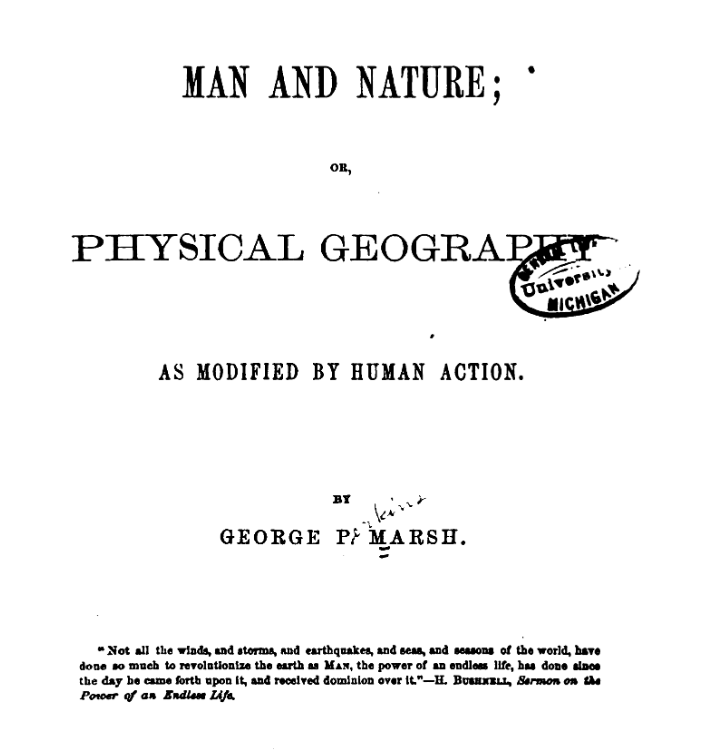 MAN AND NATURE;
OR,
PHYSICAL GEOGRAPHY
University
MICHIGAN
AS MODIFIED BY HUMAN ACTION.
BY
erkins
GEORGE P. MARSH.
"Not all the winds, and storms, and earthquakes, and seas, and seasons of the world, have
done so much to revolutionize the earth as MAN, the power of an endless life, has done since
the day he came forth upon it, and received dominion over it."—H. BUSHNELL, Sermon on the
Power of an Endless Life.